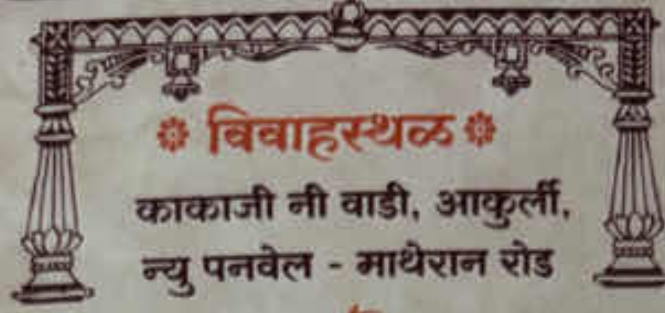 ❁ विवाहस्थळ ❁
काकाजी नी वाडी, आकुर्ली,
न्यु पनवेल - माथेरान रोड